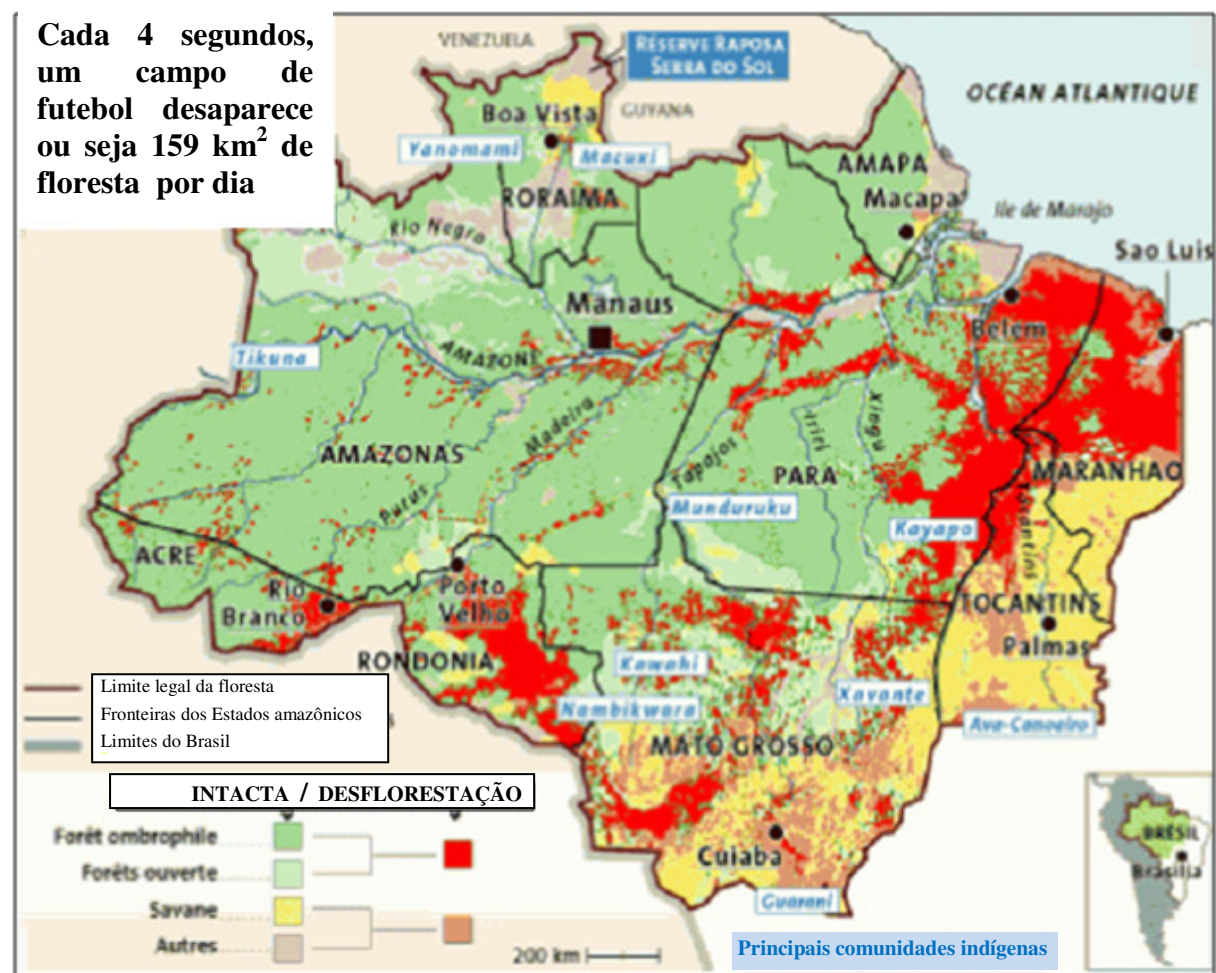 Cada 4 segundos,
um campo de
futebol desaparece
ou seja 159 km² de
floresta por dia
VENEZUELA
RÉSERVE RAPOSA
SERRA DO SOL
OCÉAN ATLANTIQUE
Boa Vista
GUYANA
Yanomami
Macuxi
AMAPA
Macapa
RORAIMA
Ile de Marajo
Rio Negro
Sao Luis
Manaus
Belem
Tikuna
AMAZONE
Madeira
Iriri
Xingu
AMAZONAS
Tapajos
PARA
MARANHAO
Purus
Munduruku
Kayapo
Tocantins
ACRE
Rio
Branco
Porto
Velho
TOCANTINS
Palmas
RONDONIA
Kawahi
Xavante
Nambikwara
Ava-Canoeiro
MATO GROSSO
Limite legal da floresta
Fronteiras dos Estados amazônicos
Limites do Brasil
INTACTA / DESFLORESTAÇÃO
Forêt ombrophile
Forêts ouverte
Savane
Autres
Cuiaba
Guarani
BRÉSIL
Brasilia
200 km
Principais comunidades indígenas